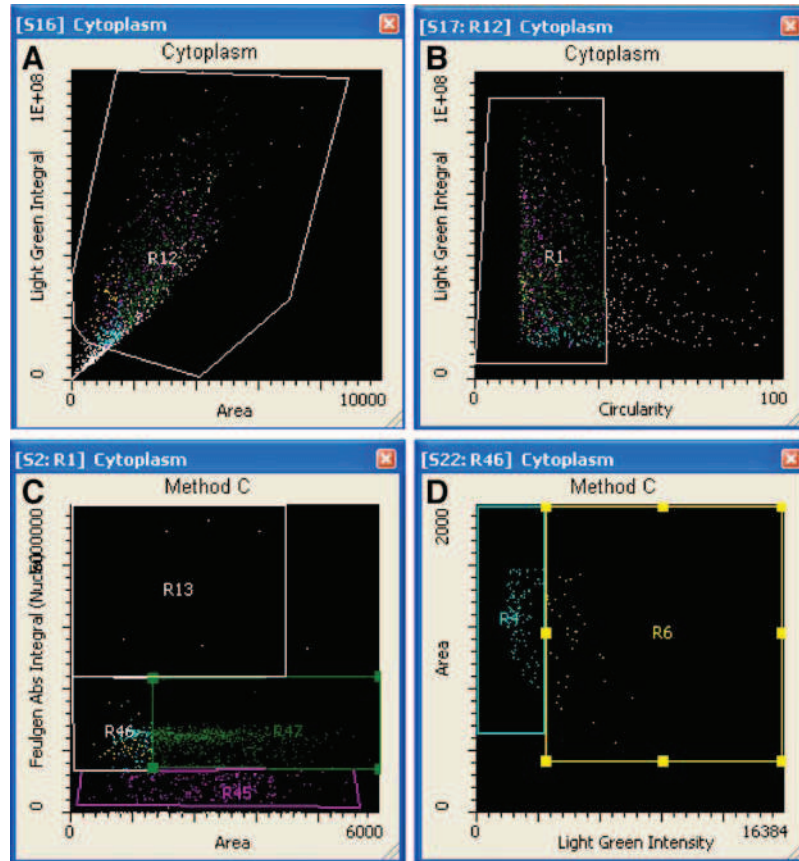 [S16] Cytoplasm
A
Cytoplasm
1E+08
Light Green Integral
R12
0
0
10000
Area
[S17: R12] Cytoplasm
B
Cytoplasm
1E+08
Light Green Integral
R1
0
0
100
Circularity
[S2: R1] Cytoplasm
C
Method C
Feulgen Abs Integral (Nuclei)
R13
R46
R47
R45
0
0
6000
Area
[S22: R46] Cytoplasm
D
Method C
2000
Area
R4
R6
0
0
16384
Light Green Intensity